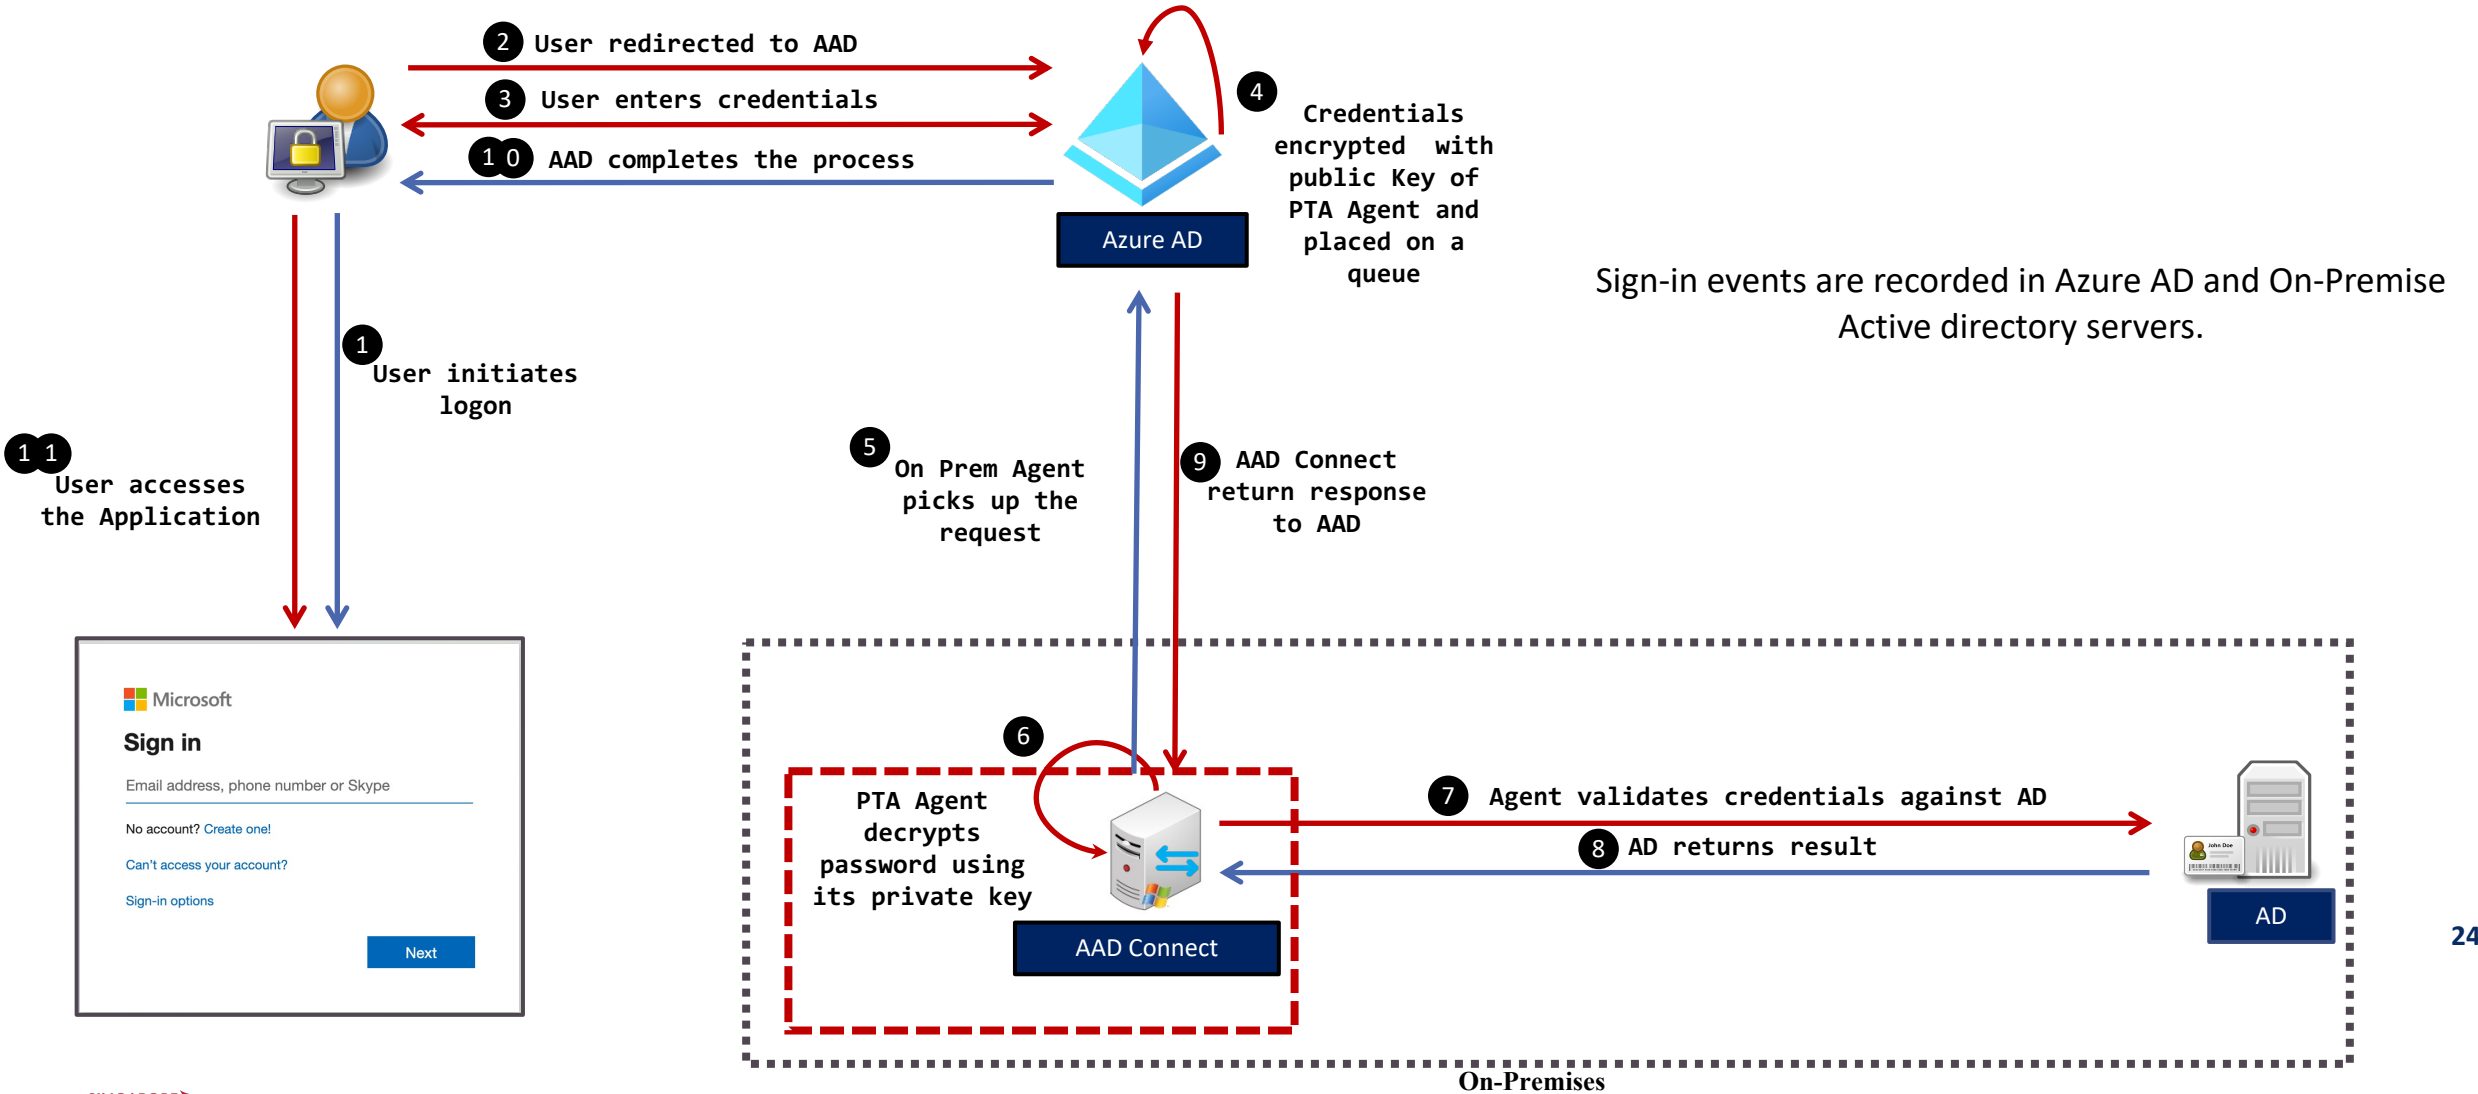 2 User redirected to AAD
3 User enters credentials
1 0 AAD completes the process
4
Credentials
encrypted with
public Key of
PTA Agent and
placed on a
queue
Azure AD
Sign-in events are recorded in Azure AD and On-Premise
Active directory servers.
1
User initiates
logon
1 1
User accesses
the Application
5
On Prem Agent
picks up the
request
9 AAD Connect
return response
to AAD
Microsoft
Sign in
Email address, phone number or Skype
No account? Create one!
Can't access your account?
Sign-in options
Next
6
PTA Agent
decrypts
password using
its private key
AAD Connect
7 Agent validates credentials against AD
8 AD returns result
John Doe
AD
24
On-Premises